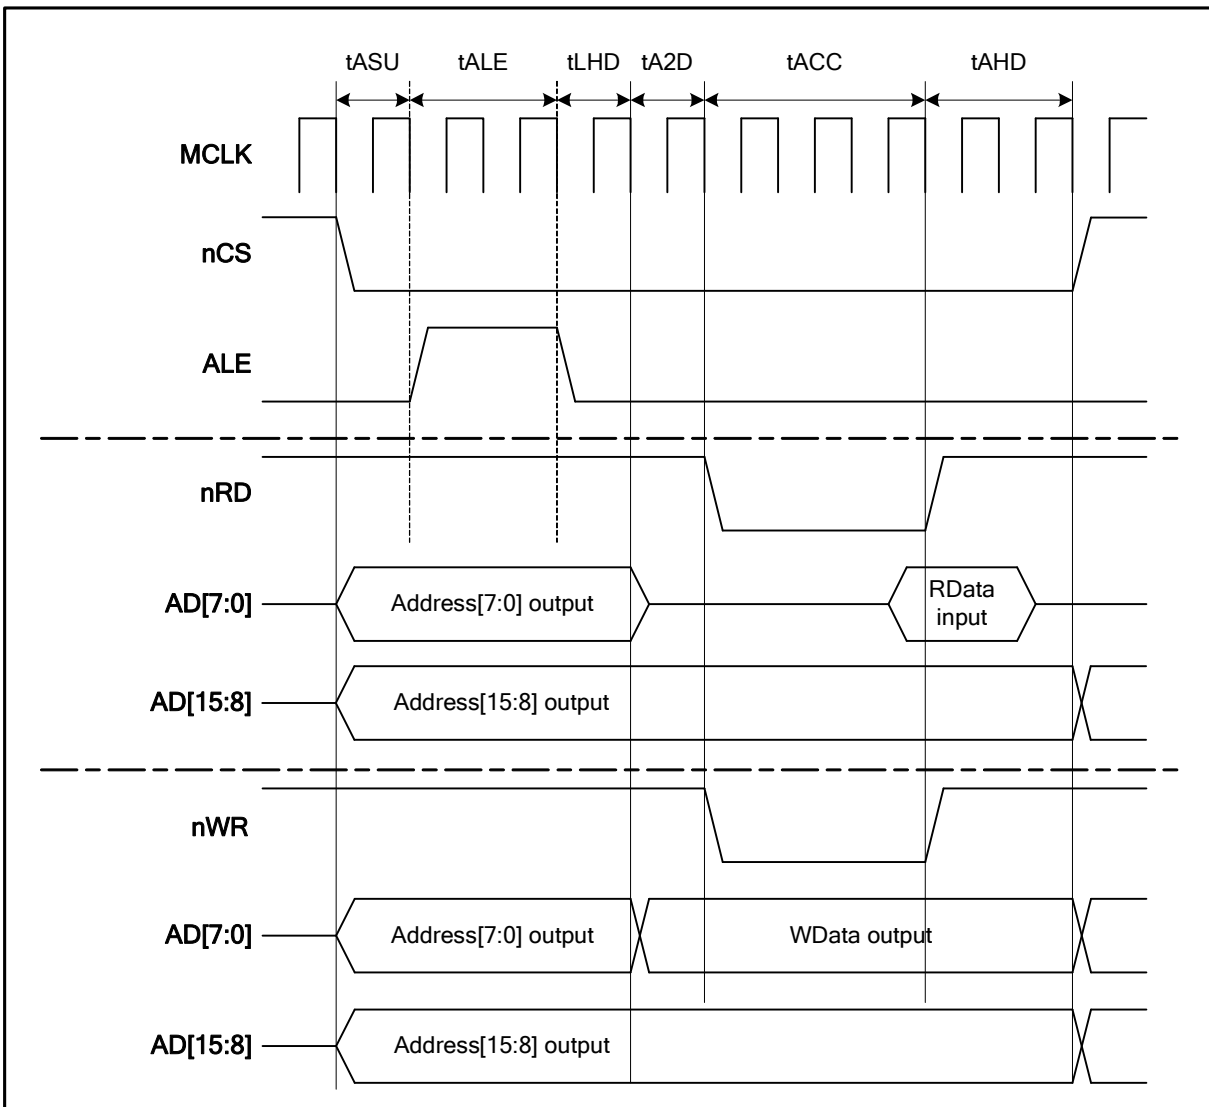 tASU tALE tLHD tA2D tACC tAHD
MCLK
nCS
ALE
nRD
AD[7:0] Address[7:0] output RData
input
AD[15:8] Address[15:8] output
nWR
AD[7:0] Address[7:0] output WData output
AD[15:8] Address[15:8] output